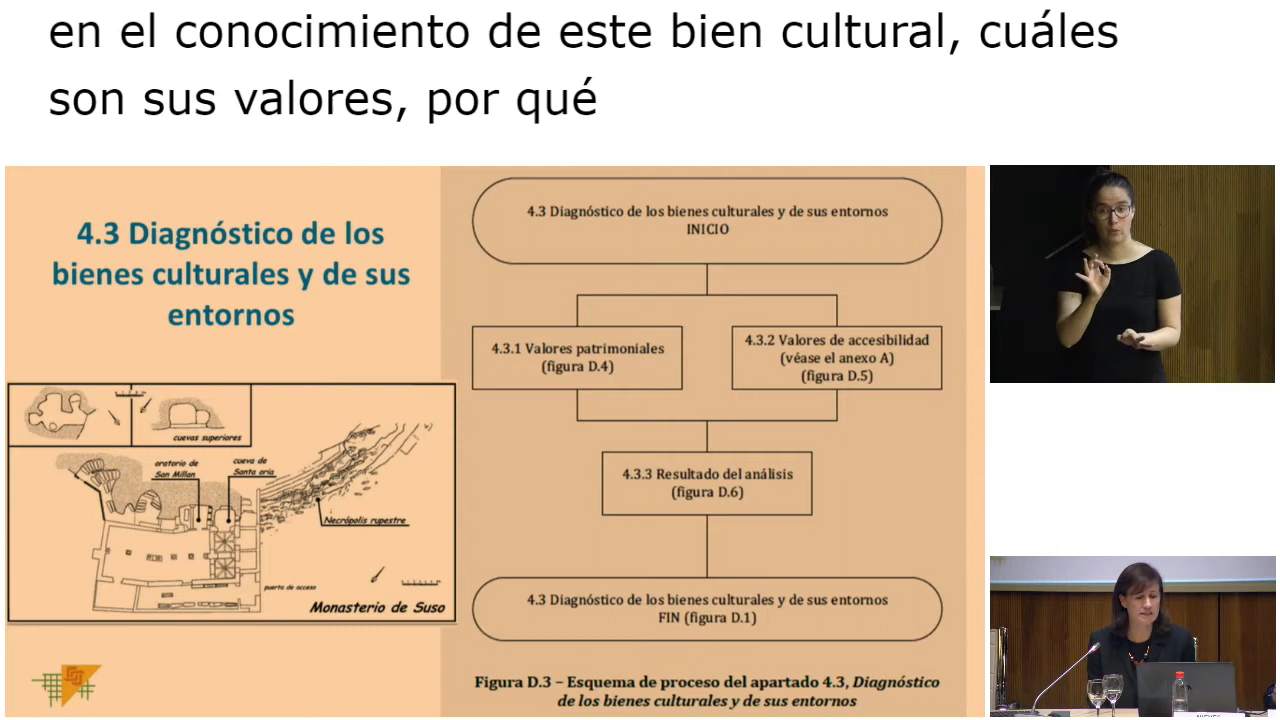 en el conocimiento de este bien cultural, cuáles
son sus valores, por qué
4.3 Diagnóstico de los
bienes culturales y de sus
entornos
cuevas superiores
oratorio de
San Millan
cueva de
Santa oria
Necrópolis rupestre
puerta de acceso
Monasterio de Suso
4.3 Diagnóstico de los bienes culturales y de sus entornos
INICIO
4.3.1 Valores patrimoniales
(figura D.4)
4.3.2 Valores de accesibilidad
(véase el anexo A)
(figura D.5)
4.3.3 Resultado del análisis
(figura D.6)
4.3 Diagnóstico de los bienes culturales y de sus entornos
FIN (figura D.1)
Figura D.3 – Esquema de proceso del apartado 4.3, Diagnóstico
de los bienes culturales y de sus entornos